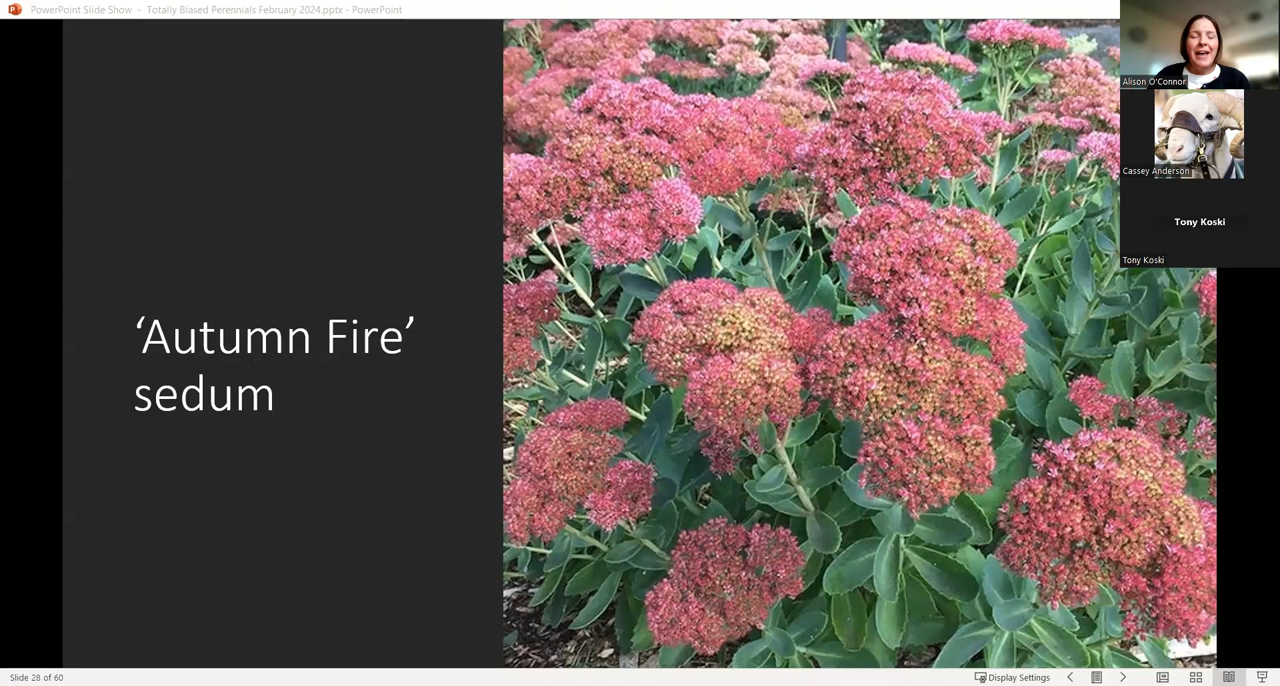 PowerPoint Slide Show - Totally Biased Perennials February 2024.pptx - PowerPoint
Alison O'Connor
Cassey Anderson
Tony Koski
Tony Koski
‘Autumn Fire’
sedum
Slide 28 of 60
Display Settings